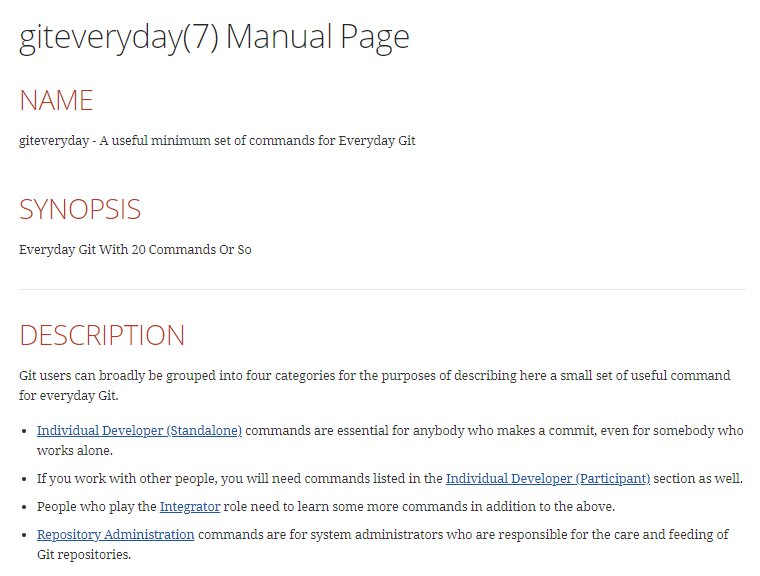 giteveryday(7) Manual Page
NAME
giteveryday - A useful minimum set of commands for Everyday Git
SYNOPSIS
Everyday Git With 20 Commands Or So
DESCRIPTION
Git users can broadly be grouped into four categories for the purposes of describing here a small set of useful command
for everyday Git.
• Individual Developer (Standalone) commands are essential for anybody who makes a commit, even for somebody who
works alone.
• If you work with other people, you will need commands listed in the Individual Developer (Participant) section as well.
• People who play the Integrator role need to learn some more commands in addition to the above.
• Repository Administration commands are for system administrators who are responsible for the care and feeding of
Git repositories.